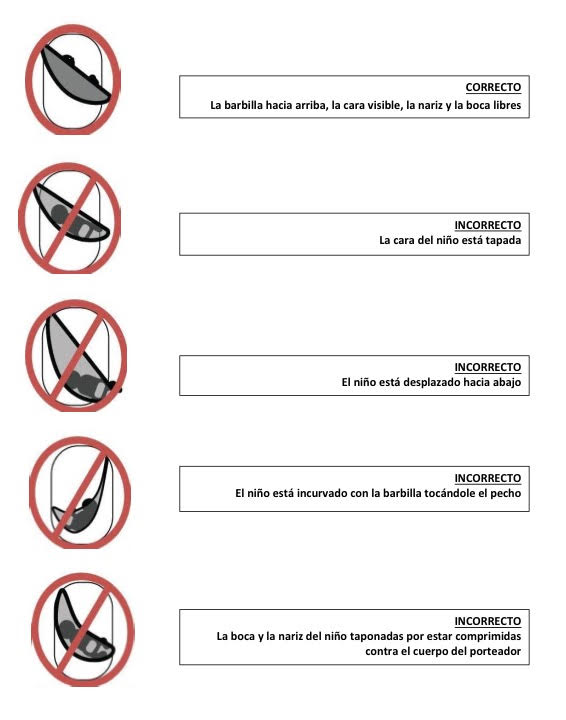 CORRECTO
La barbilla hacia arriba, la cara visible, la nariz y la boca libres
INCORRECTO
La cara del niño está tapada
INCORRECTO
El niño está desplazado hacia abajo
INCORRECTO
El niño está incurvado con la barbilla tocándole el pecho
INCORRECTO
La boca y la nariz del niño taponadas por estar comprimidas
contra el cuerpo del porteador